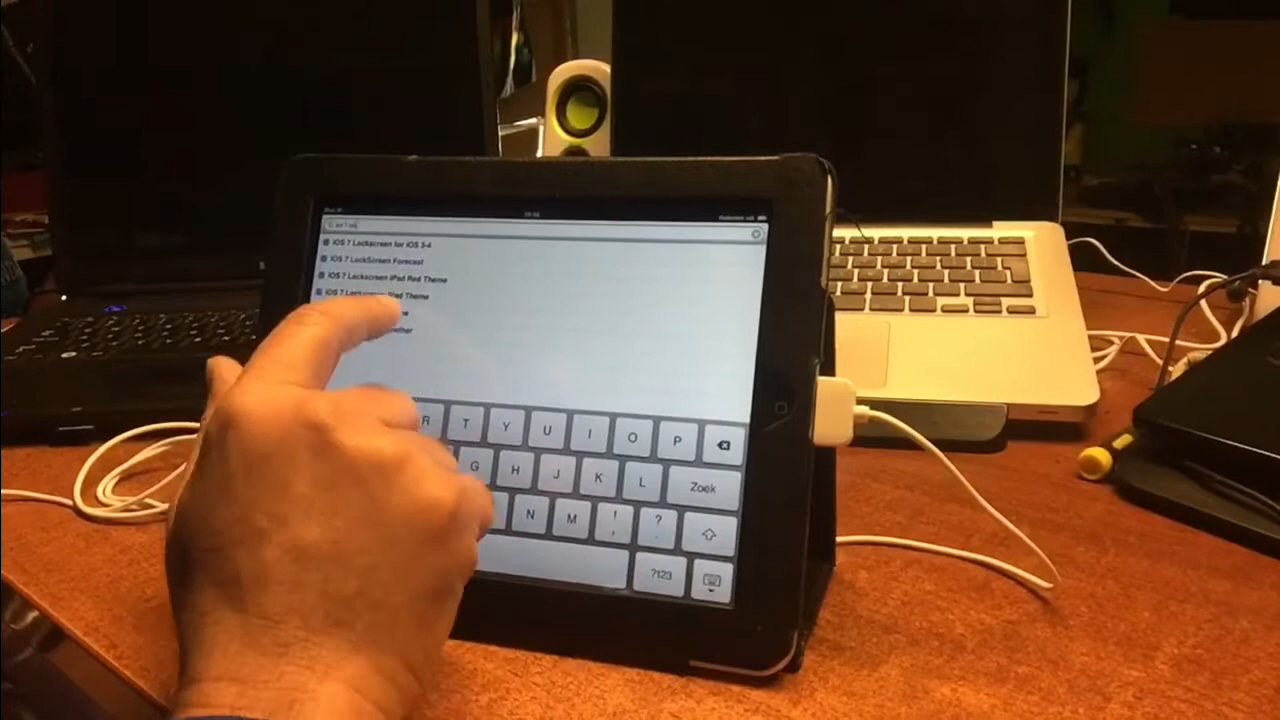 iOS 7 Lockscreen for iOS 3-4
iOS 7 LockScreen Forecast
iOS 7 Lockscreen iPad Red Theme
iOS 7 Lockscreen iPad Theme
R T Y U I O P
G H J K L Zoek
N M ! ?
?123